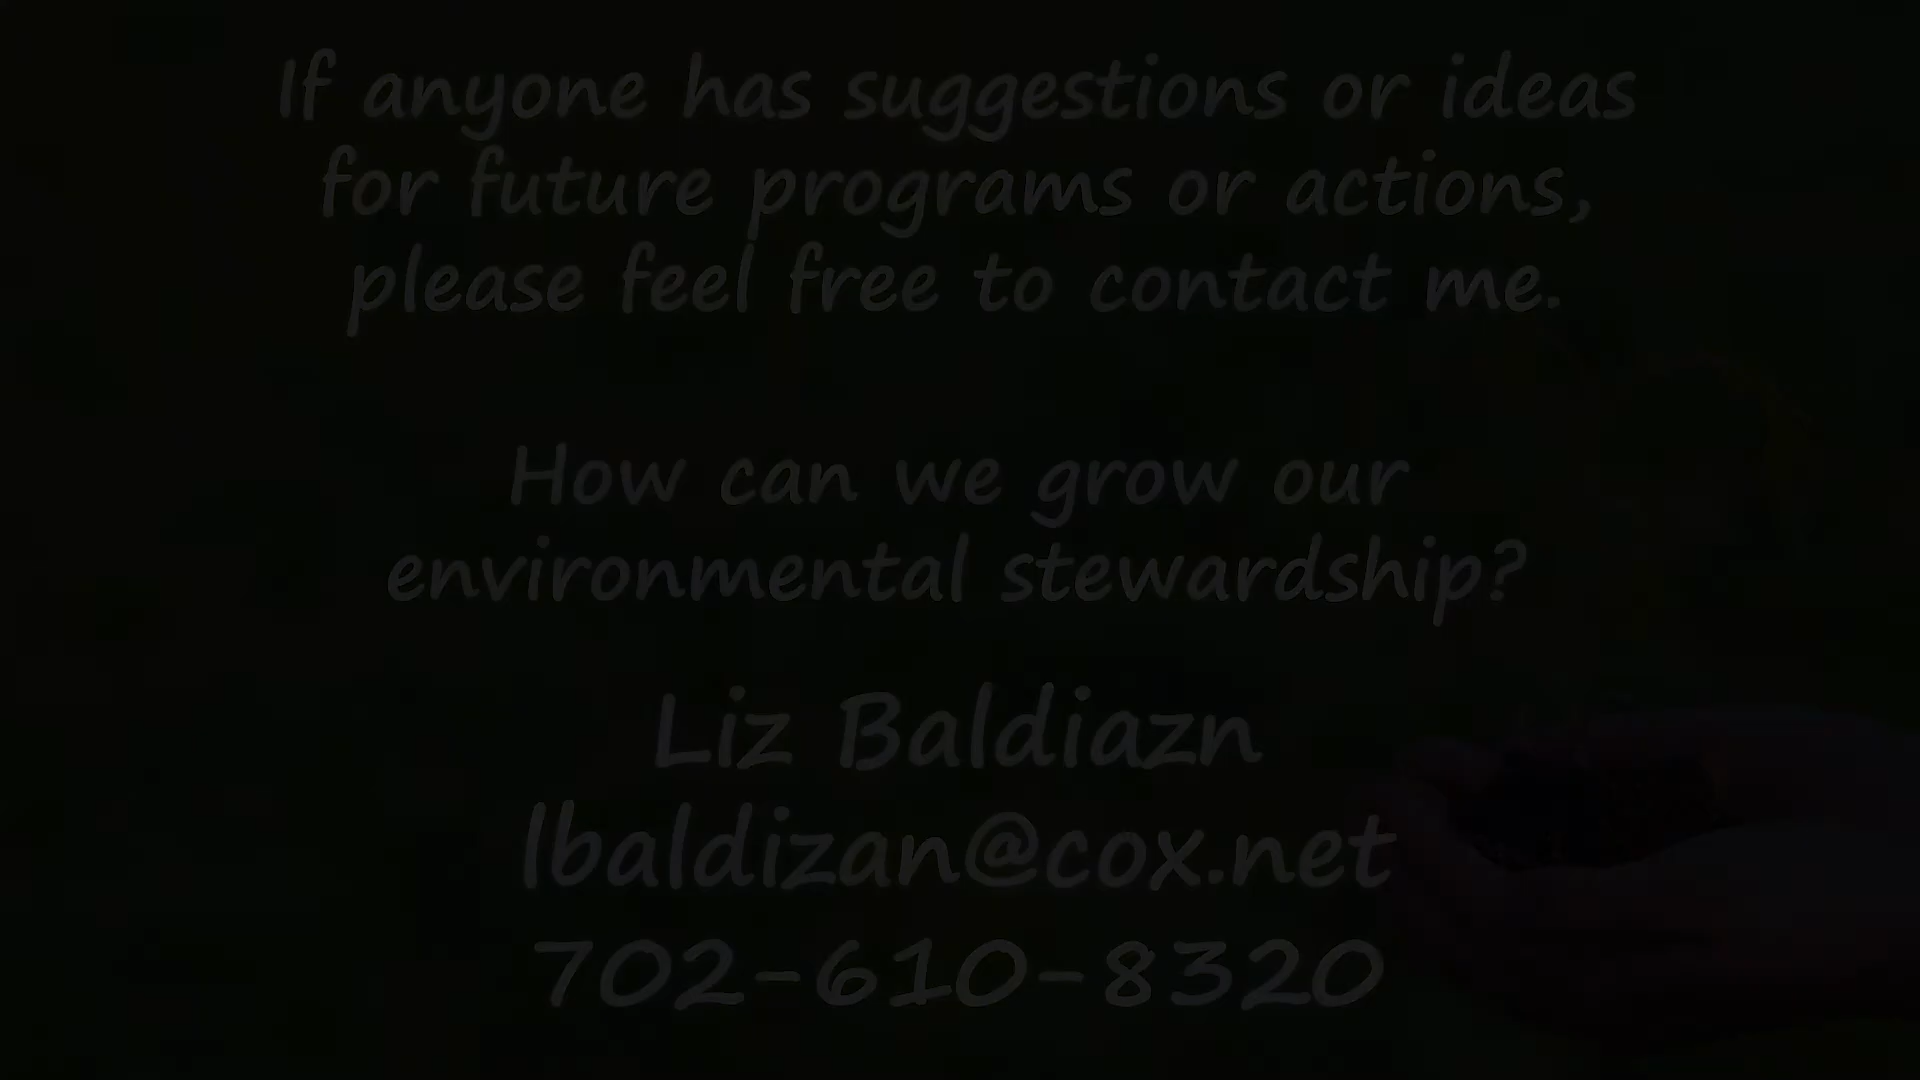 If anyone has suggestions or ideas
for future programs or actions,
please feel free to contact me.
How can we grow our
environmental stewardship?
Liz Baldiazn
lbaldizan@cox.net
702-610-8320